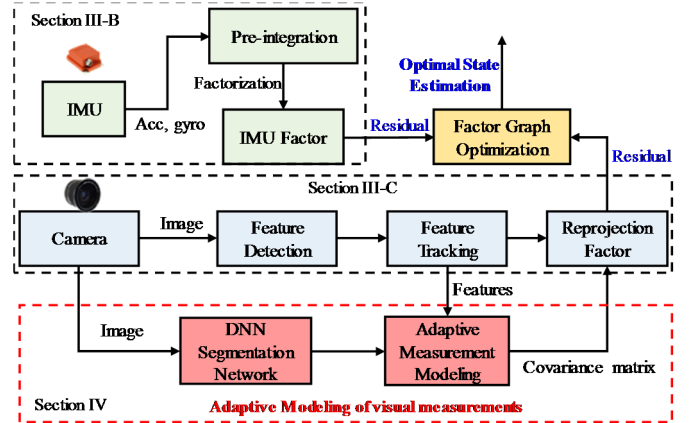 Section III-B
Pre-integration
IMU
Acc, gyro
Factorization
IMU Factor
Residual
Optimal State
Estimation
Factor Graph
Optimization
Residual
Section III-C
Camera
Image
Feature
Detection
Feature
Tracking
Reprojection
Factor
Features
Image
DNN
Segmentation
Network
Adaptive
Measurement
Modeling
Covariance matrix
Section IV
Adaptive Modeling of visual measurements